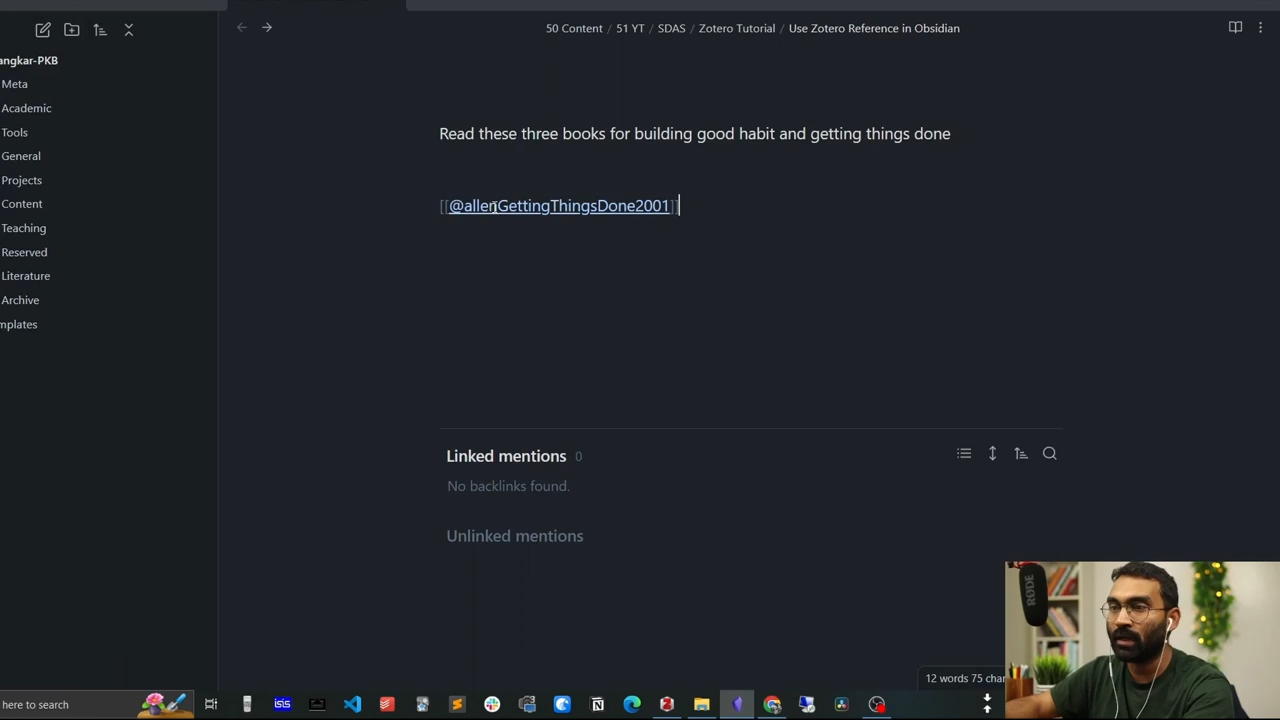 50 Content / 51 YT / SDAS / Zotero Tutorial / Use Zotero Reference in Obsidian
angkar-PKB
Meta
Academic
Tools
General
Projects
Content
Teaching
Reserved
Literature
Archive
mplates
Read these three books for building good habit and getting things done
[[@allenGettingThingsDone2001]]
Linked mentions 0
No backlinks found.
Unlinked mentions
12 words 75 char
RØDE
here to search
isis